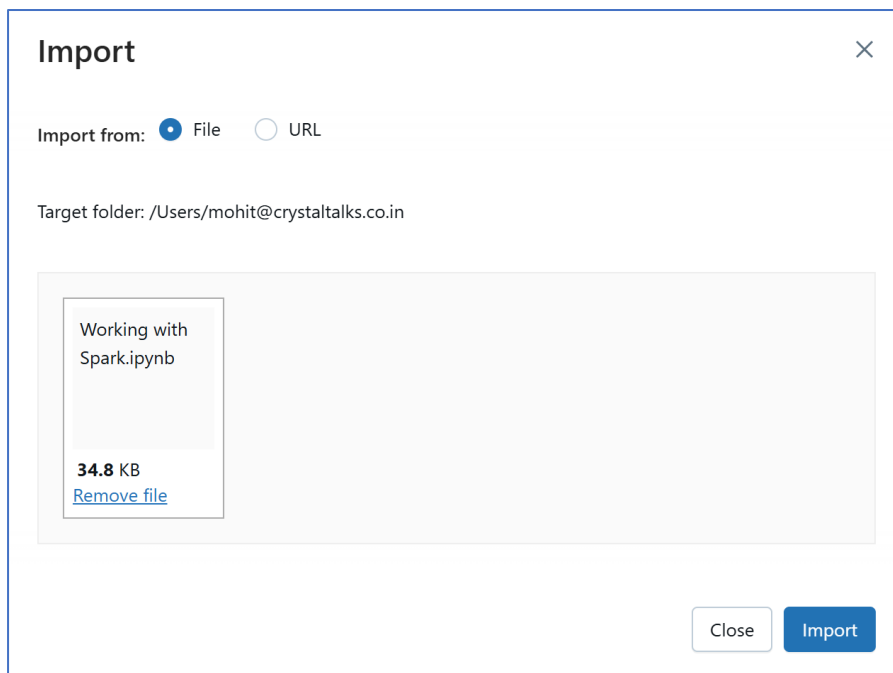 Import
Import from: File URL
Target folder: /Users/mohit@crystaltalks.co.in
Working with
Spark.ipynb
34.8 KB
Remove file
Close Import